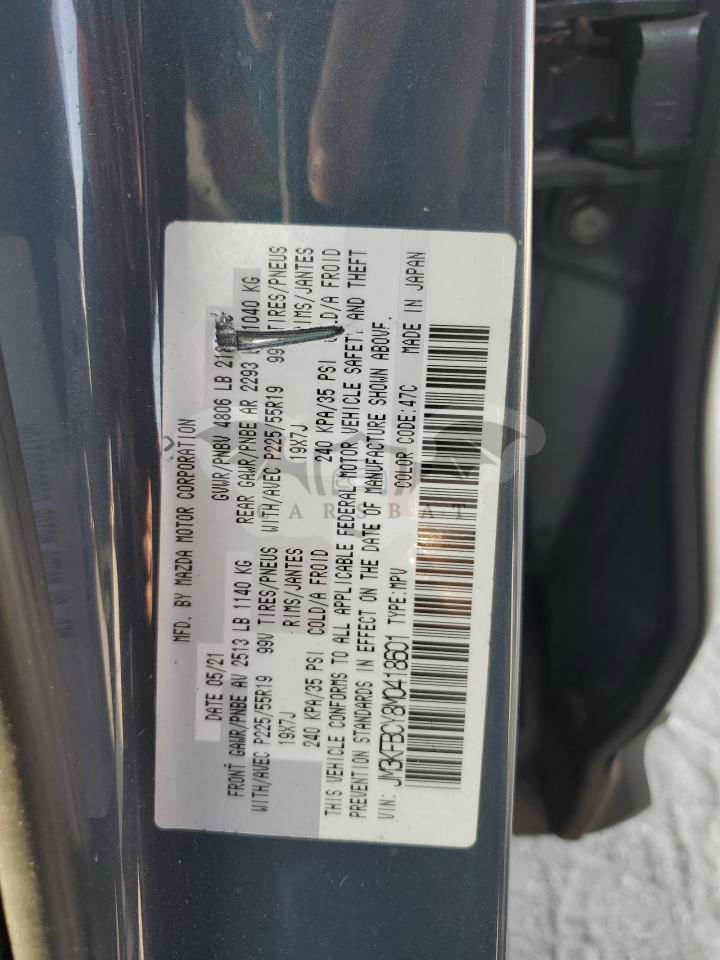 MFD. BY MAZDA MOTOR CORPORATION
DATE 05/21 GVWR/PNBV 4806 LB
FRONT GAWR/PNBE AV 2513 LB 1140 KG REAR GAWR/PNBE AR 2293 1040 KG
WITH/AVEC P225/55R19 99V TIRES/PNEUS WITH/AVEC P225/55R19 TIRES/PNEUS
19X7J RIMS/JANTES 19X7J RIMS/JANTES
240 KPA/35 PSI COLD/A FROID 240 KPA/35 PSI FROID
THIS VEHICLE CONFORMS TO ALL APPLICABLE FEDERAL MOTOR VEHICLE SAFETY AND THEFT
PREVENTION STANDARDS IN EFFECT ON THE DATE OF MANUFACTURE SHOWN ABOVE.
VIN: JM3KFBCY8M0418601 TYPE:MPV COLOR CODE:47C MADE IN JAPAN
CARSBAT